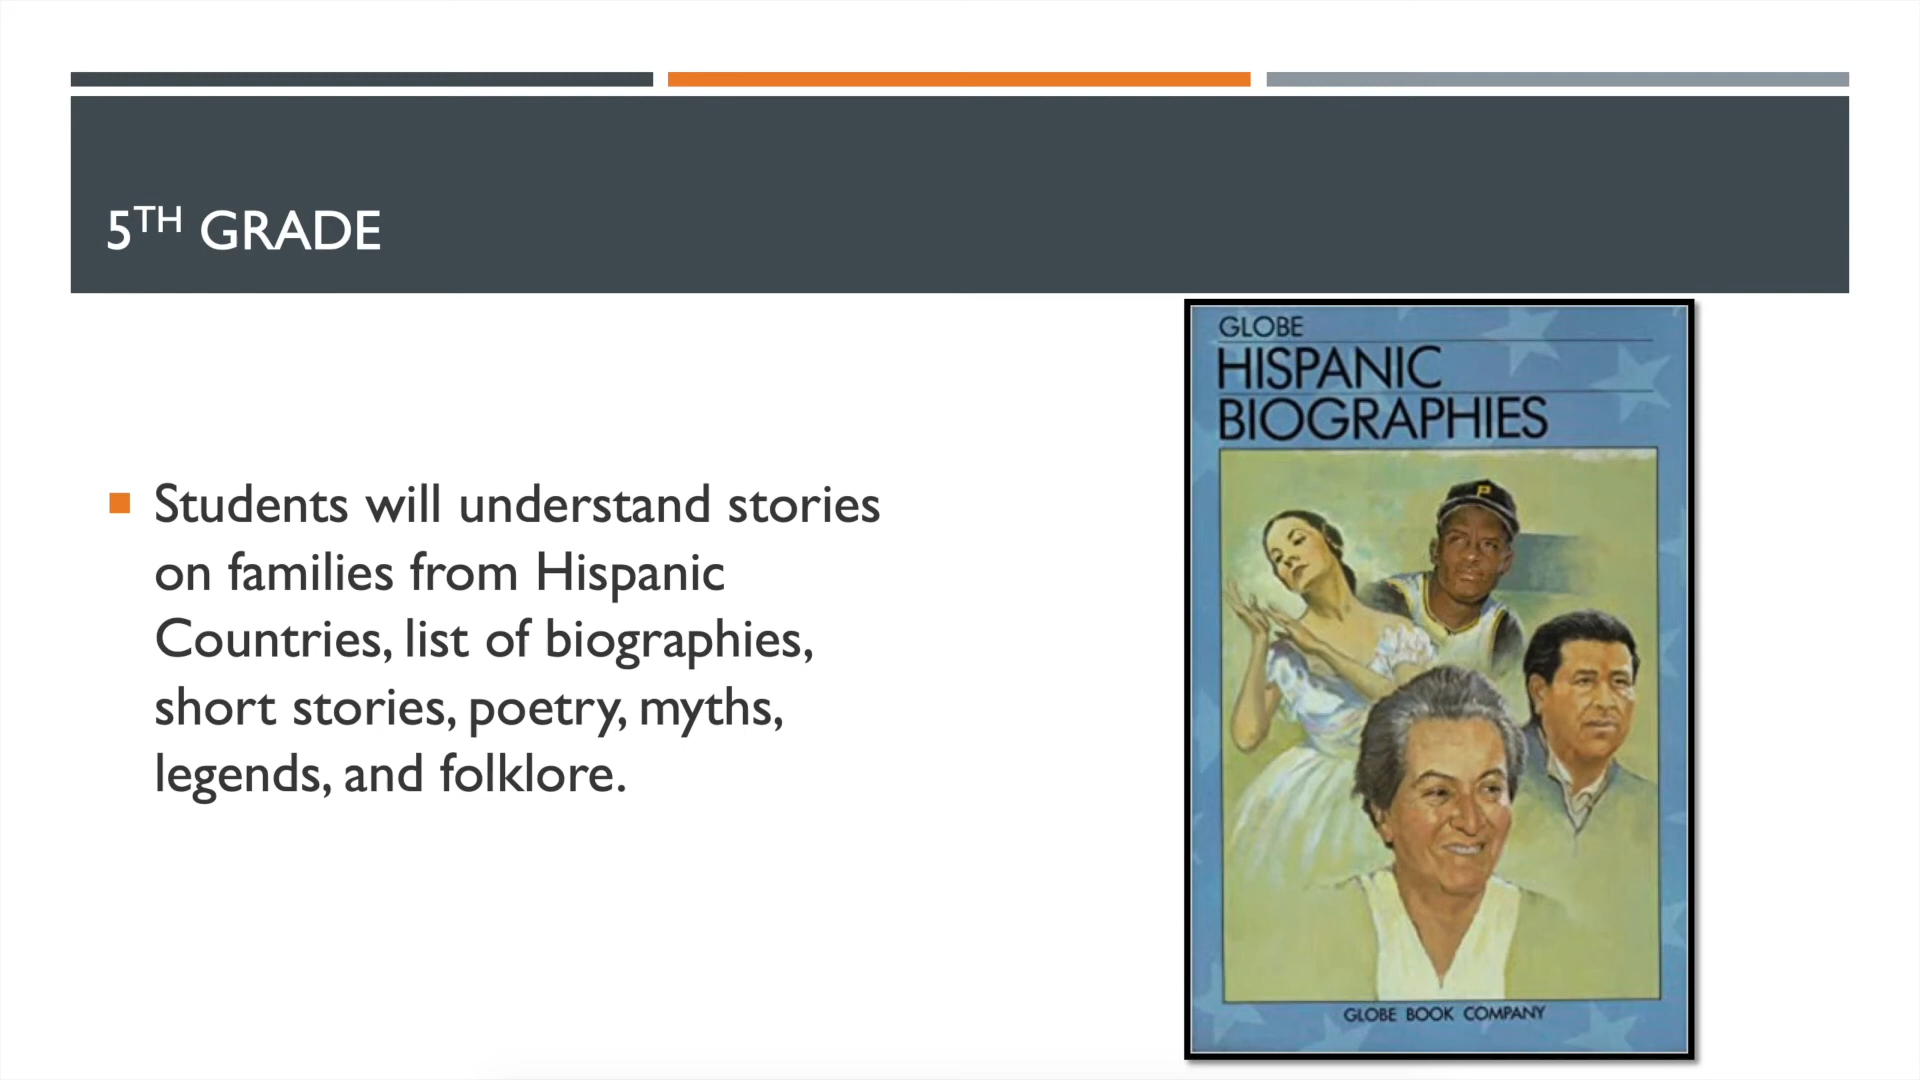 5TH GRADE
Students will understand stories
on families from Hispanic
Countries, list of biographies,
short stories, poetry, myths,
legends, and folklore.
GLOBE
HISPANIC
BIOGRAPHIES
P
GLOBE BOOK COMPANY